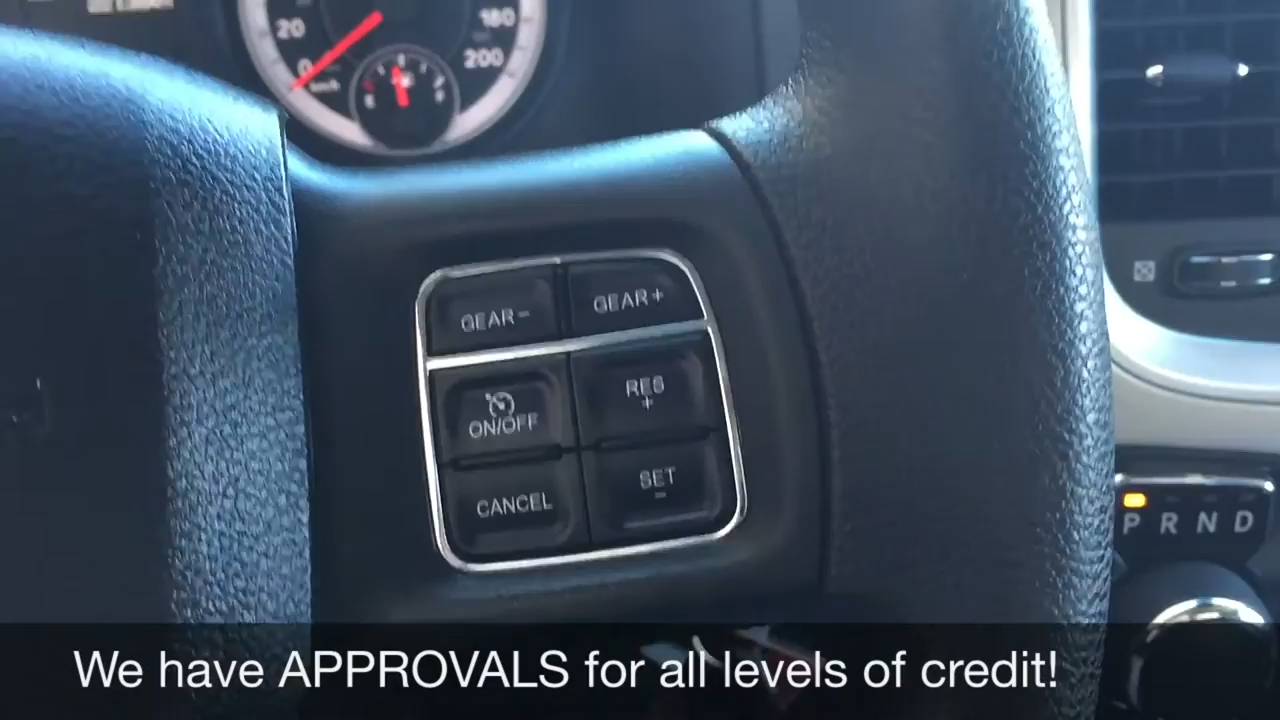 20
180
0
200
km/h
GEAR- GEAR+
ON/OFF
RES
+
CANCEL
SET
-
P R N D
We have APPROVALS for all levels of credit!